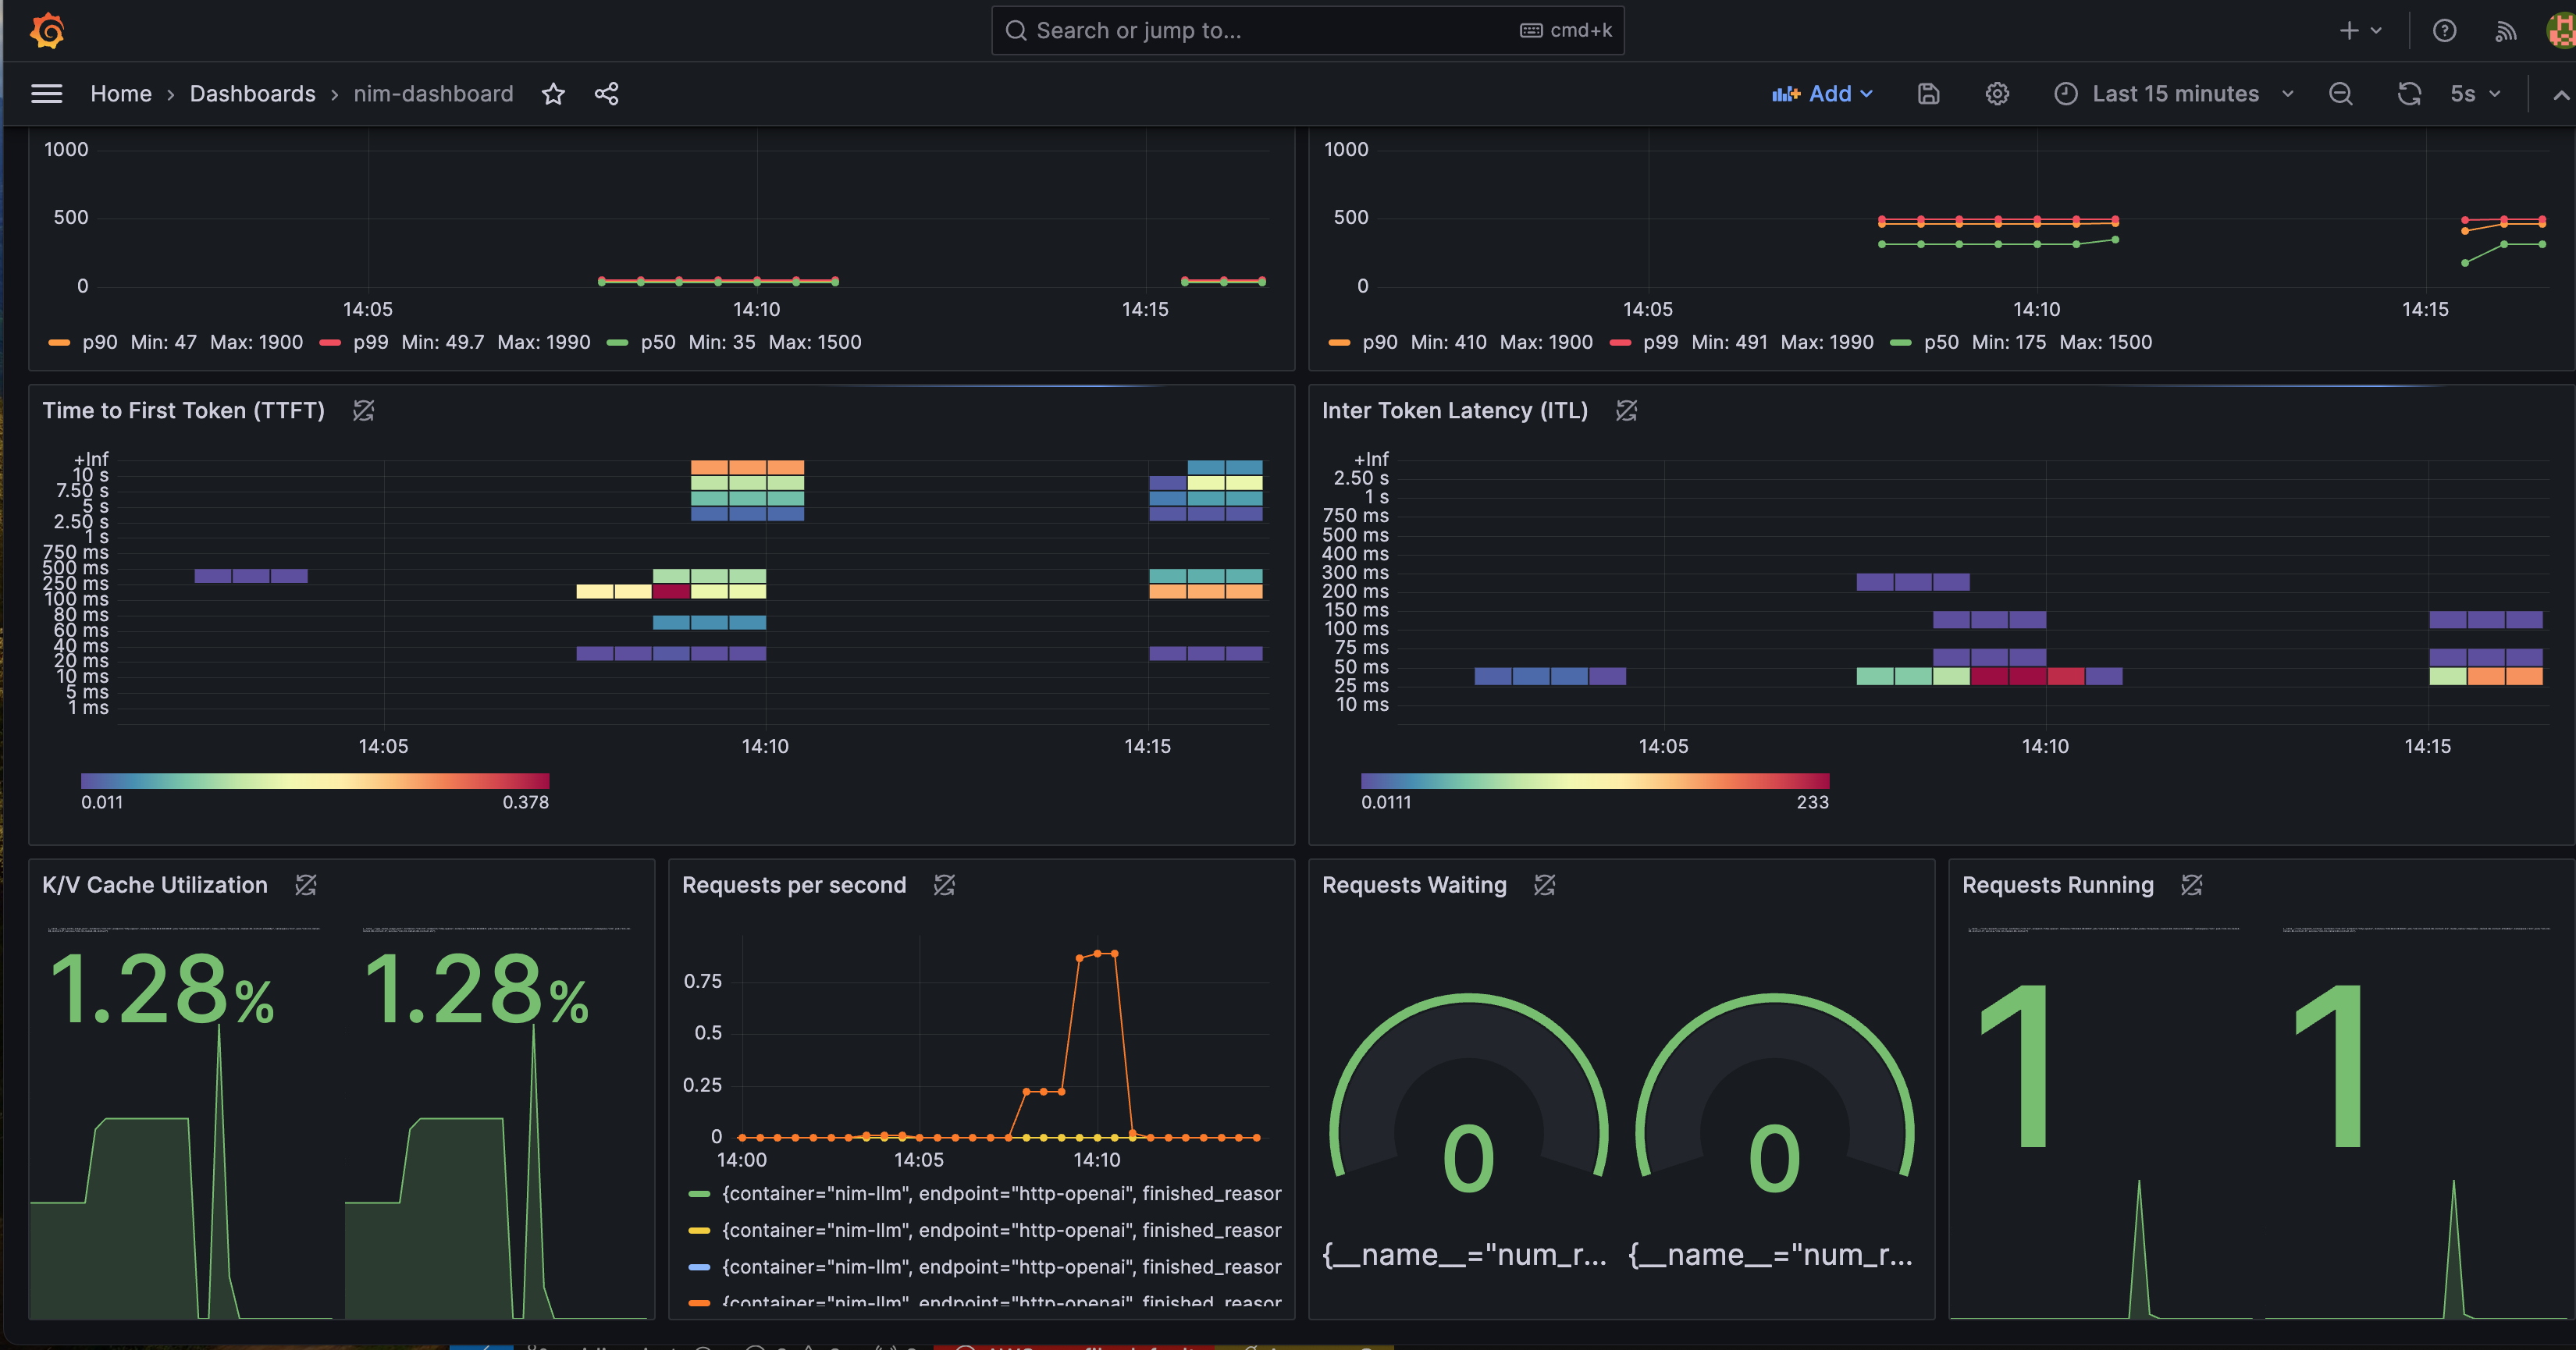 Search or jump to...
cmd+k
Home › Dashboards › nim-dashboard
Add
Last 15 minutes
5s
1000
500
0
14:05 14:10 14:15
p90 Min: 47 Max: 1900 p99 Min: 49.7 Max: 1990 p50 Min: 35 Max: 1500
1000
500
0
14:05 14:10 14:15
p90 Min: 410 Max: 1900 p99 Min: 491 Max: 1990 p50 Min: 175 Max: 1500
Time to First Token (TTFT)
+Inf
10 s
7.50 s
5 s
2.50 s
1 s
750 ms
500 ms
250 ms
100 ms
80 ms
60 ms
40 ms
20 ms
10 ms
5 ms
1 ms
14:05 14:10 14:15
0.011 0.378
Inter Token Latency (ITL)
+Inf
2.50 s
1 s
750 ms
500 ms
400 ms
300 ms
200 ms
150 ms
100 ms
75 ms
50 ms
25 ms
10 ms
14:05 14:10 14:15
0.0111 233
K/V Cache Utilization
1.28% 1.28%
Requests per second
0.75
0.5
0.25
0
14:00 14:05 14:10
{container="nim-llm", endpoint="http-openai", finished_reasor
{container="nim-llm", endpoint="http-openai", finished_reasor
{container="nim-llm", endpoint="http-openai", finished_reasor
{container="nim-llm", endpoint="http-openai", finished_reasor
Requests Waiting
0 0
{__name__="num_r... {__name__="num_r...
Requests Running
1 1